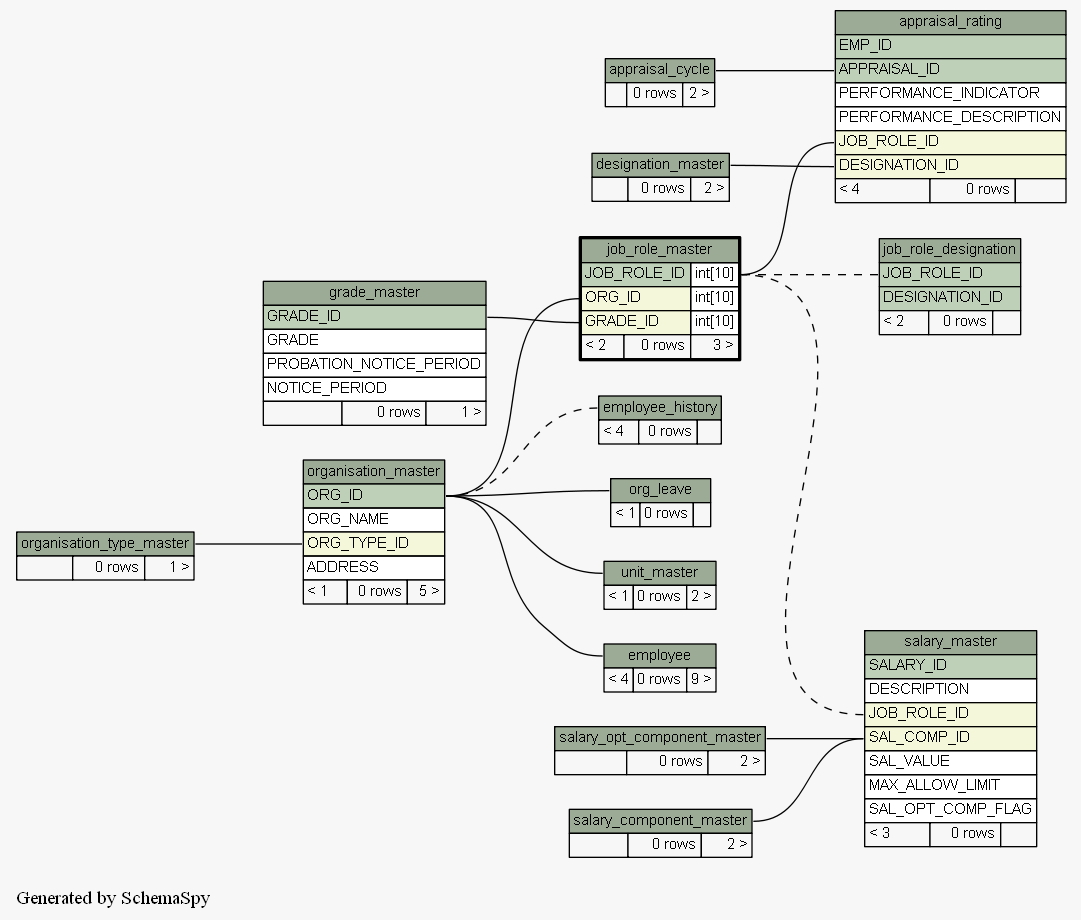 appraisal_rating
EMP_ID
APPRAISAL_ID
PERFORMANCE_INDICATOR
PERFORMANCE_DESCRIPTION
JOB_ROLE_ID
DESIGNATION_ID
< 4 0 rows
appraisal_cycle
0 rows 2 >
designation_master
0 rows 2 >
job_role_master
JOB_ROLE_ID int[10]
ORG_ID int[10]
GRADE_ID int[10]
< 2 0 rows 3 >
job_role_designation
JOB_ROLE_ID
DESIGNATION_ID
< 2 0 rows
grade_master
GRADE_ID
GRADE
PROBATION_NOTICE_PERIOD
NOTICE_PERIOD
0 rows 1 >
employee_history
< 4 0 rows
organisation_master
ORG_ID
ORG_NAME
ORG_TYPE_ID
ADDRESS
< 1 0 rows 5 >
org_leave
< 1 0 rows
organisation_type_master
0 rows 1 >
unit_master
< 1 0 rows 2 >
employee
< 4 0 rows 9 >
salary_master
SALARY_ID
DESCRIPTION
JOB_ROLE_ID
SAL_COMP_ID
SAL_VALUE
MAX_ALLOW_LIMIT
SAL_OPT_COMP_FLAG
< 3 0 rows
salary_opt_component_master
0 rows 2 >
salary_component_master
0 rows 2 >
Generated by SchemaSpy